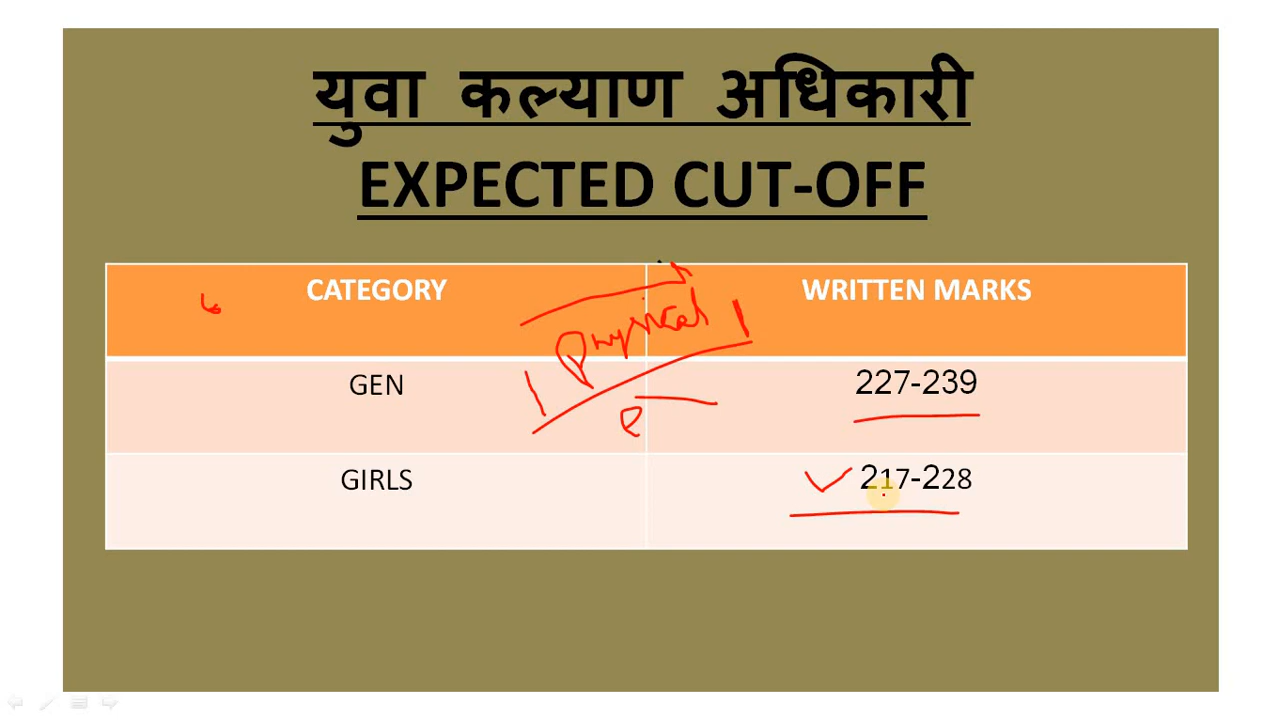 युवा कल्याण अधिकारी
EXPECTED CUT-OFF
CATEGORY WRITTEN MARKS
Physical
GEN 227-239
e
GIRLS 217-228